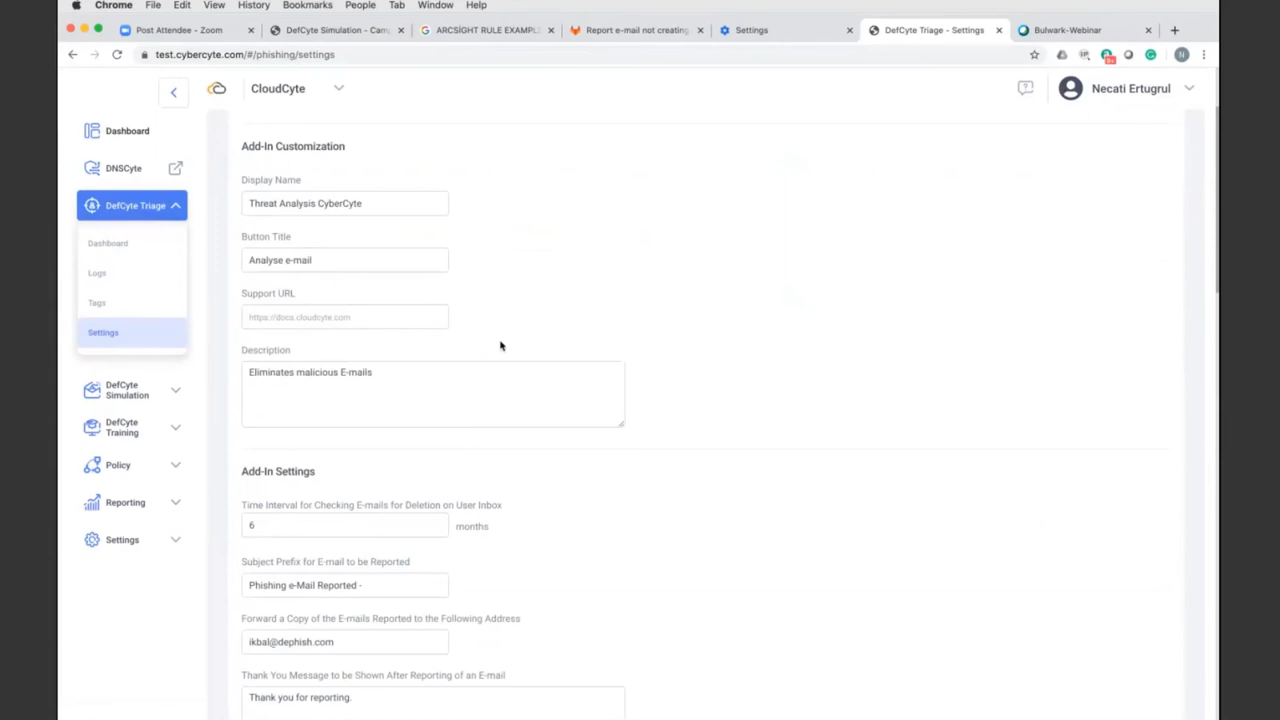 Chrome File Edit View History Bookmarks People Tab Window Help
Post Attendee - Zoom
DefCyte Simulation - Camp
ARCSİGHT RULE EXAMPL
Report e-mail not creating
Settings
DefCyte Triage - Settings
Bulwark-Webinar
test.cybercyte.com/#/phishing/settings
N
CloudCyte
Necati Ertugrul
Dashboard
DNSCyte
DefCyte Triage
Dashboard
Logs
Tags
Settings
DefCyte
Simulation
DefCyte
Training
Policy
Reporting
Settings
Add-In Customization
Display Name
Threat Analysis CyberCyte
Button Title
Analyse e-mail
Support URL
https://docs.cloudcyte.com
Description
Eliminates malicious E-mails
Add-In Settings
Time Interval for Checking E-mails for Deletion on User Inbox
6 months
Subject Prefix for E-mail to be Reported
Phishing e-Mail Reported -
Forward a Copy of the E-mails Reported to the Following Address
ikbal@dephish.com
Thank You Message to be Shown After Reporting of an E-mail
Thank you for reporting.